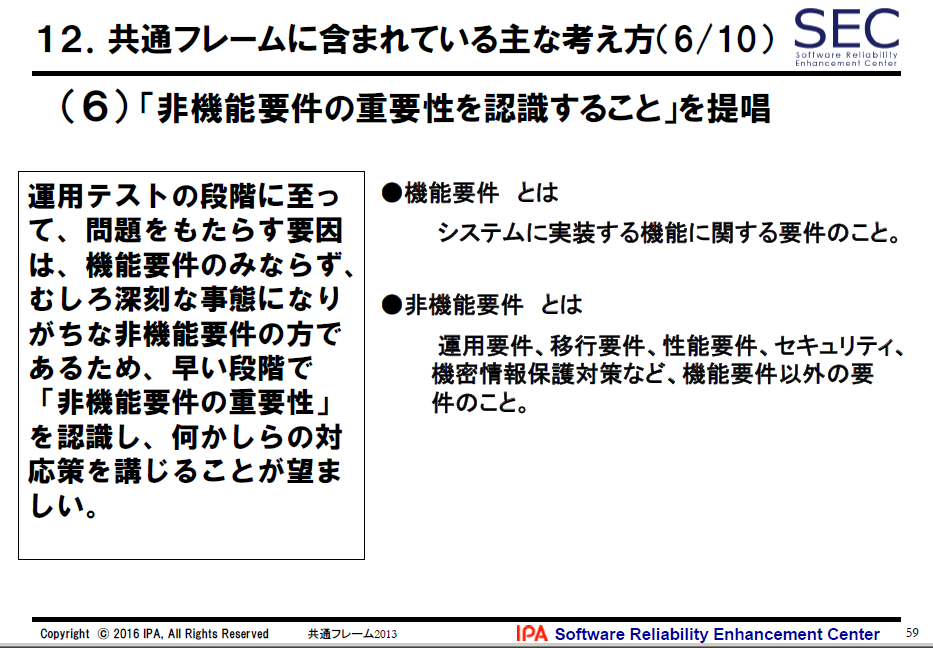 12．共通フレームに含まれている主な考え方（6/10）
SEC
Software Reliability
Enhancement Center
（6）「非機能要件の重要性を認識すること」を提唱
運用テストの段階に至っ
て、問題をもたらす要因
は、機能要件のみならず、
むしろ深刻な事態になり
がちな非機能要件の方で
あるため、早い段階で
「非機能要件の重要性」
を認識し、何かしらの対
応策を講じることが望ま
しい。
●機能要件　とは
システムに実装する機能に関する要件のこと。
●非機能要件　とは
運用要件、移行要件、性能要件、セキュリティ、
機密情報保護対策など、機能要件以外の要
件のこと。
Copyright © 2016 IPA, All Rights Reserved
共通フレーム2013
IPA Software Reliability Enhancement Center
59